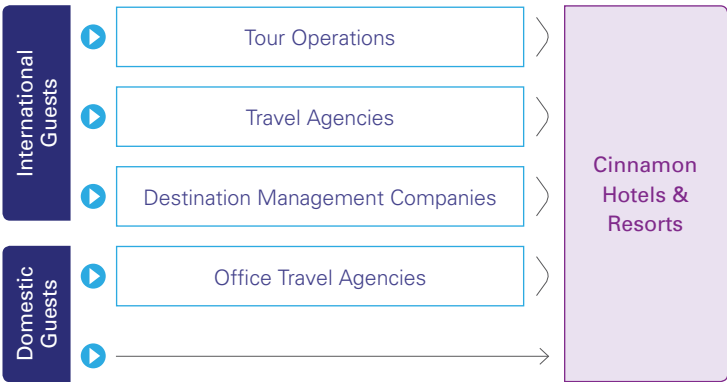 International
Guests
Tour Operations
Travel Agencies
Destination Management Companies
Domestic
Guests
Office Travel Agencies
Cinnamon
Hotels &
Resorts